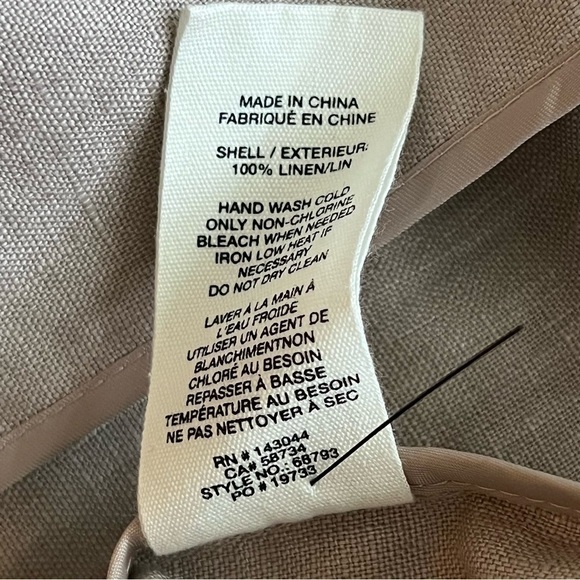 MADE IN CHINA
FABRIQUÉ EN CHINE
SHELL / EXTERIEUR:
100% LINEN/LIN
HAND WASH COLD
ONLY NON-CHLORINE
BLEACH WHEN NEEDED
IRON LOW HEAT IF
NECESSARY
DO NOT DRY CLEAN
LAVER À LA MAIN À
L'EAU FROIDE
UTILISER UN AGENT DE
BLANCHIMENTNON
CHLORÉ AU BESOIN
REPASSER À BASSE
TEMPÉRATURE AU BESOIN
NE PAS NETTOYER À SEC
RN # 143044
CA# 58734
STYLE NO.: 68793
PO # 19733